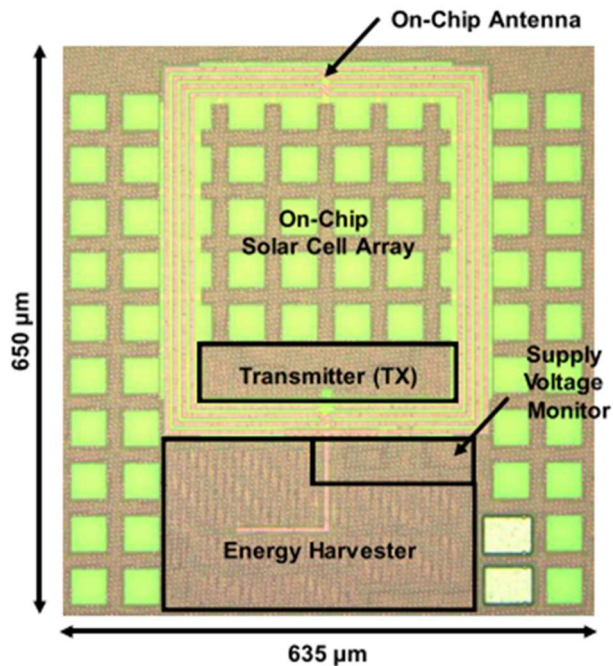 On-Chip Antenna
On-Chip
Solar Cell Array
650 µm
Transmitter (TX)
Supply
Voltage
Monitor
Energy Harvester
635 µm